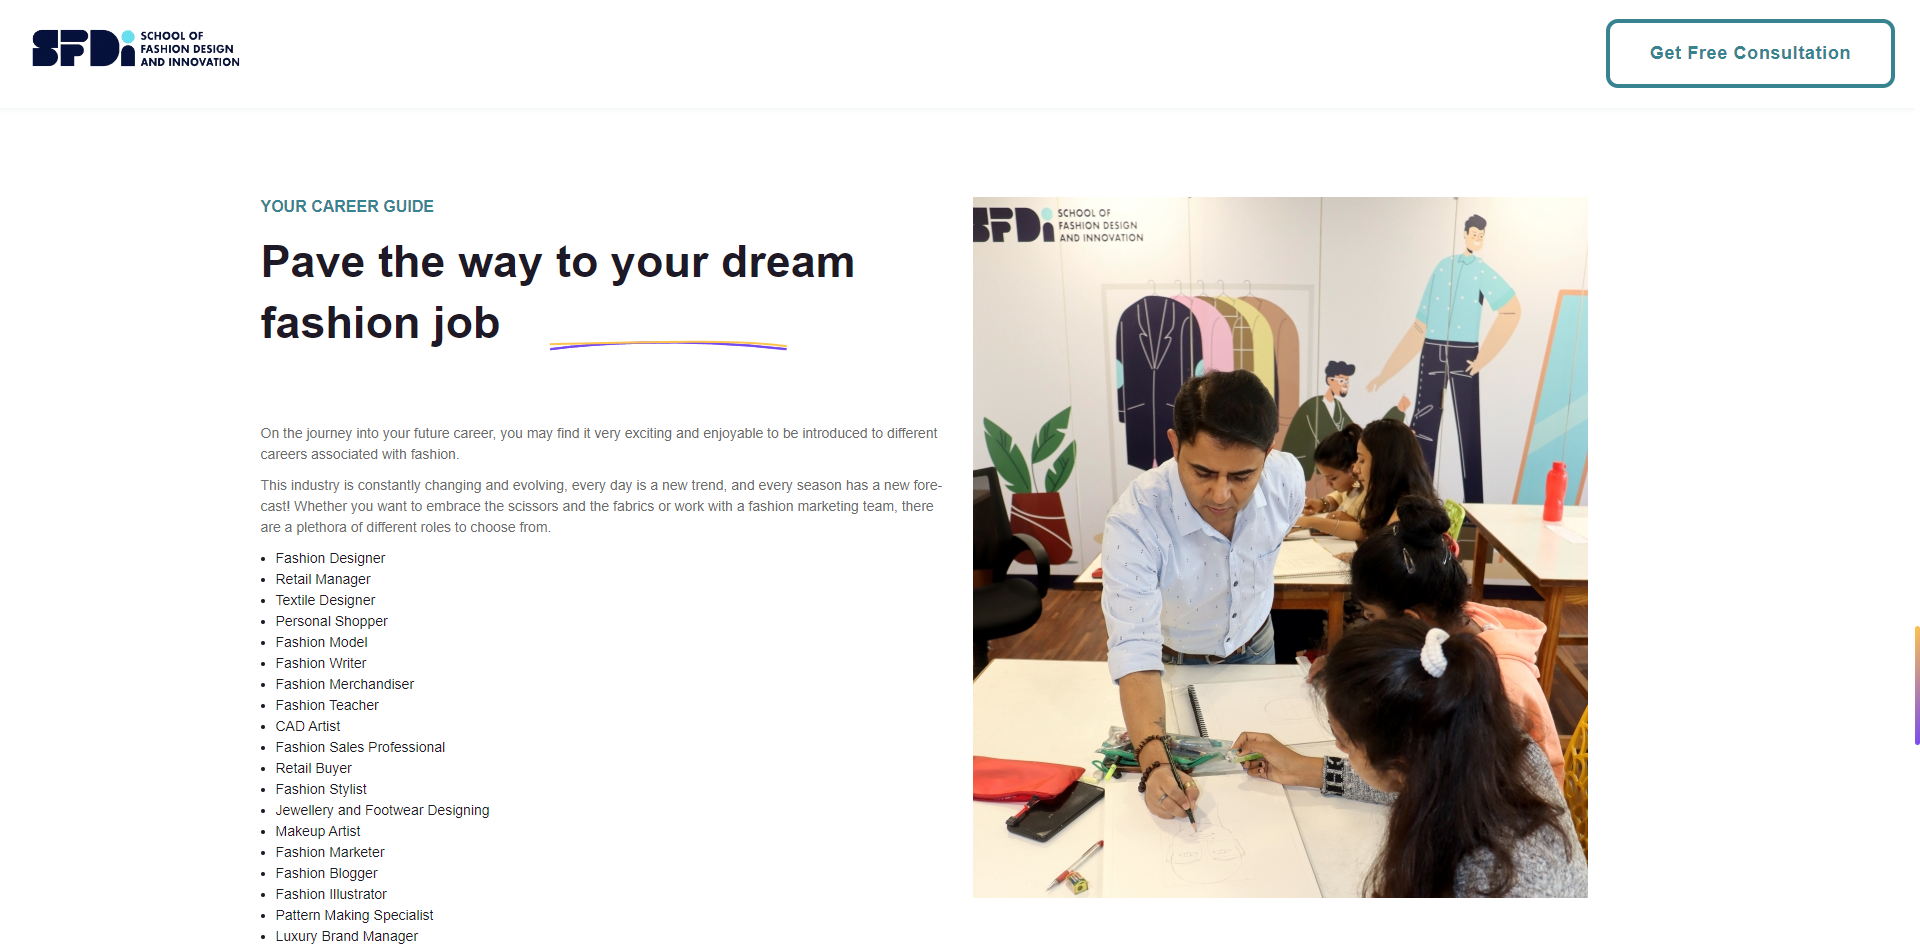 SFDi SCHOOL OF
FASHION DESIGN
AND INNOVATION
Get Free Consultation
YOUR CAREER GUIDE
Pave the way to your dream
fashion job
On the journey into your future career, you may find it very exciting and enjoyable to be introduced to different
careers associated with fashion.
This industry is constantly changing and evolving, every day is a new trend, and every season has a new fore-
cast! Whether you want to embrace the scissors and the fabrics or work with a fashion marketing team, there
are a plethora of different roles to choose from.
• Fashion Designer
• Retail Manager
• Textile Designer
• Personal Shopper
• Fashion Model
• Fashion Writer
• Fashion Merchandiser
• Fashion Teacher
• CAD Artist
• Fashion Sales Professional
• Retail Buyer
• Fashion Stylist
• Jewellery and Footwear Designing
• Makeup Artist
• Fashion Marketer
• Fashion Blogger
• Fashion Illustrator
• Pattern Making Specialist
• Luxury Brand Manager
SFDi SCHOOL OF
FASHION DESIGN
AND INNOVATION